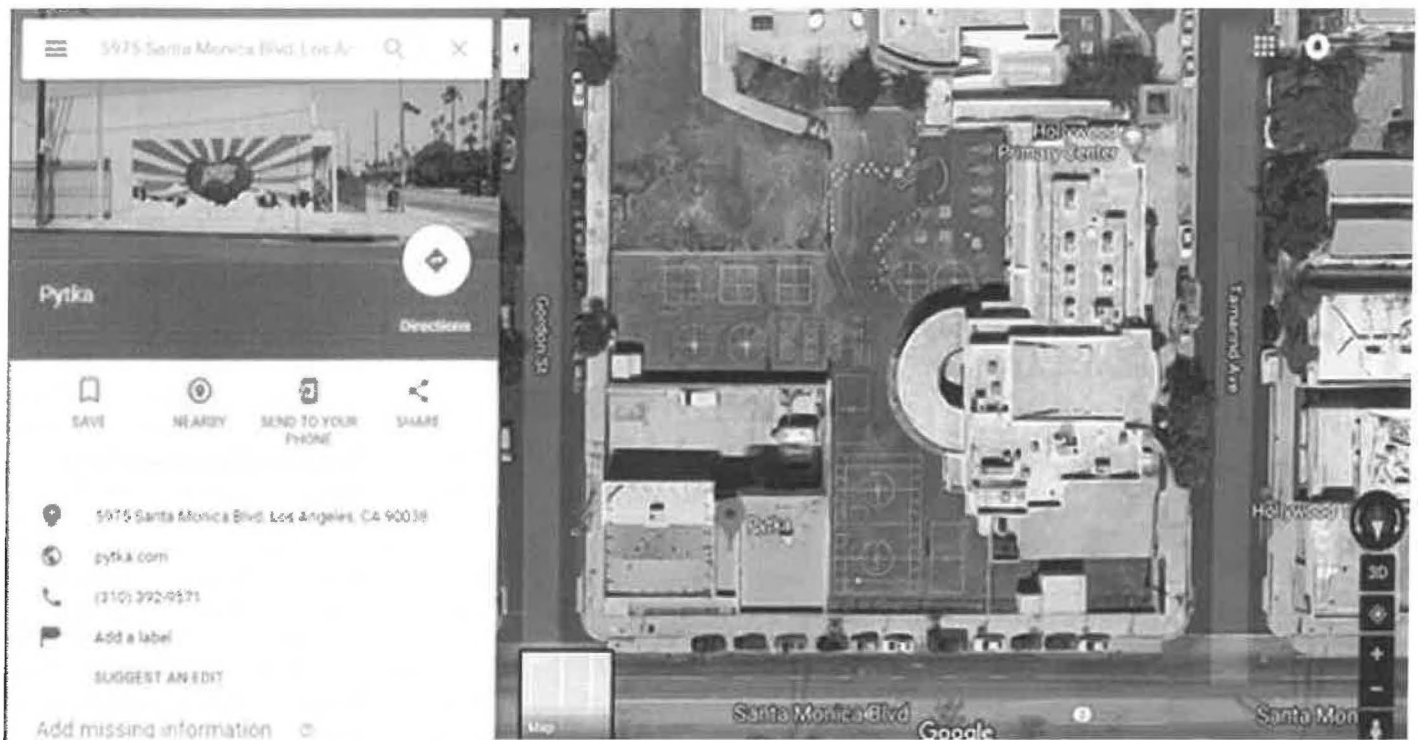 5975 Santa Monica Blvd, Los An
Pytka
Directions
SAVE
NEARBY
SEND TO YOUR
PHONE
SHARE
5975 Santa Monica Blvd, Los Angeles, CA 90038
pytka.com
(310) 392-9571
Add a label
SUGGEST AN EDIT
Add missing information
Gordon St
Hollywood
Primary Center
Tamarind Ave
Pytka
Hollywood
3D
Map
Santa Monica Blvd
Google
2
Santa Mon